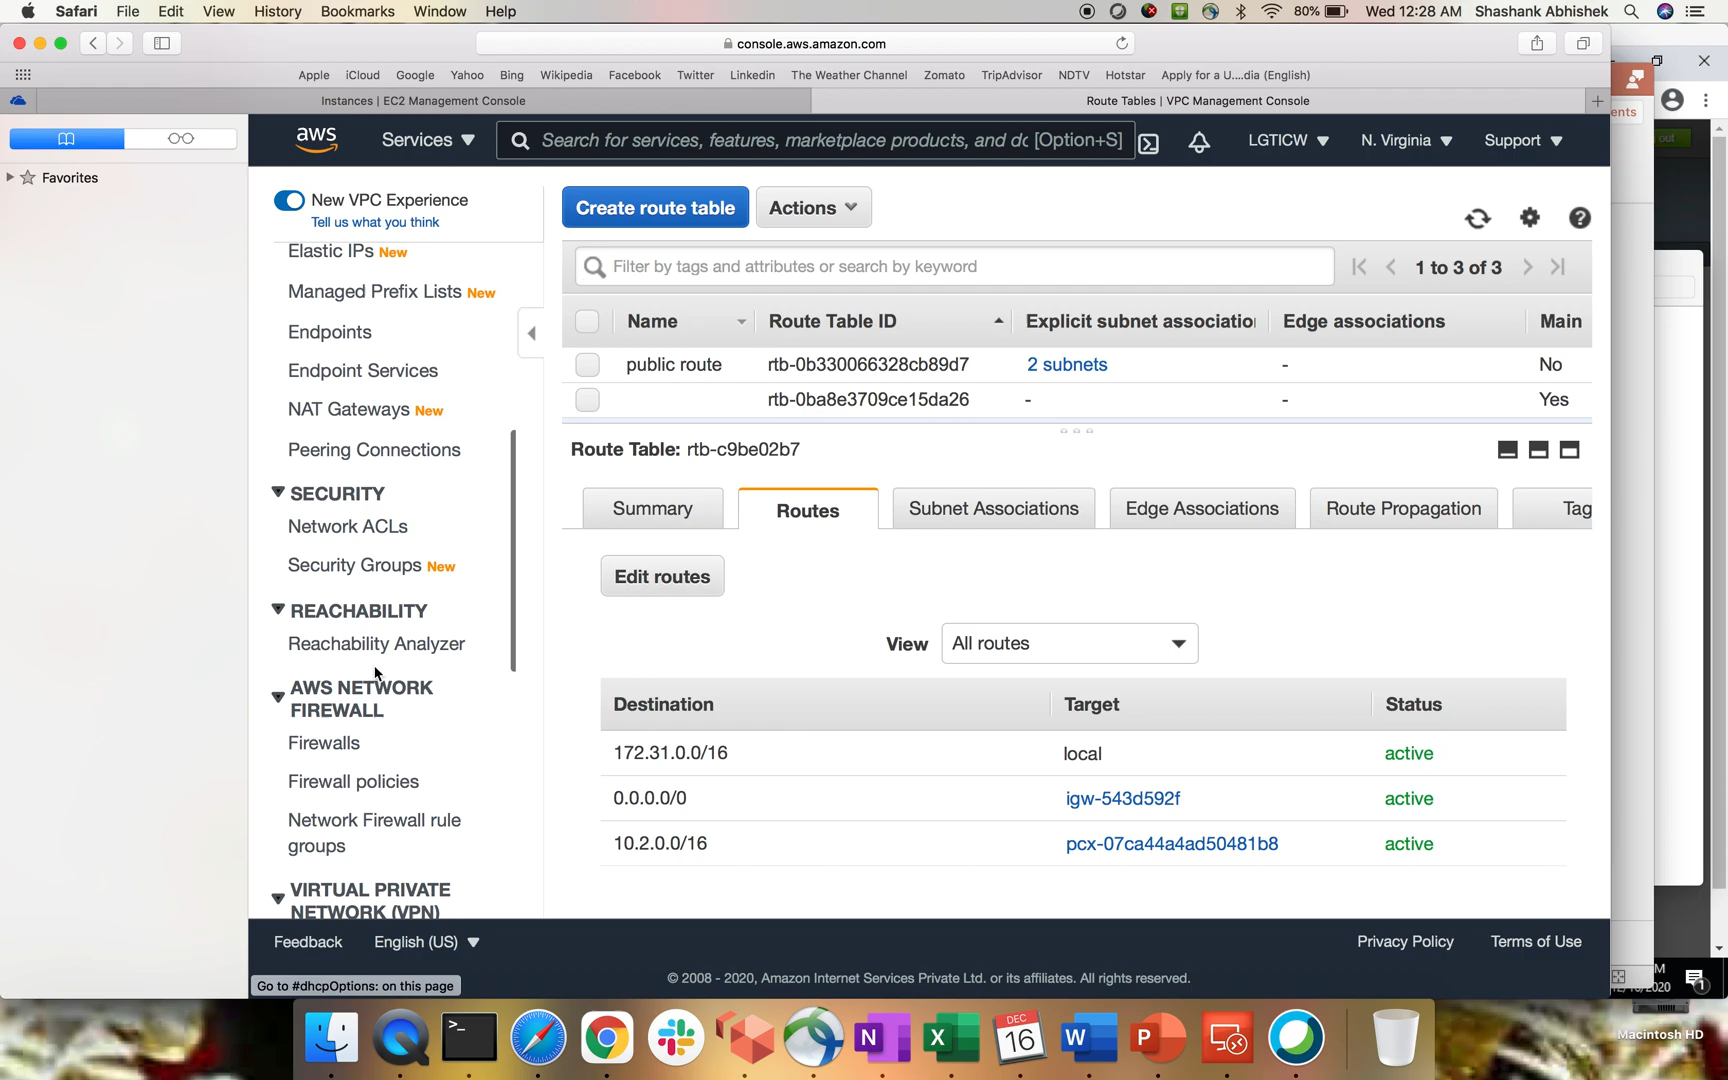 Safari File Edit View History Bookmarks Window Help 80% Wed 12:28 AM Shashank Abhishek
console.aws.amazon.com
Apple iCloud Google Yahoo Bing Wikipedia Facebook Twitter Linkedin The Weather Channel Zomato TripAdvisor NDTV Hotstar Apply for a U....dia (English)
Instances | EC2 Management Console Route Tables | VPC Management Console
ents
out
aws Services Search for services, features, marketplace products, and dc [Option+S] LGTICW N. Virginia Support
Favorites
New VPC Experience
Tell us what you think
Elastic IPs New
Managed Prefix Lists New
Endpoints
Endpoint Services
NAT Gateways New
Peering Connections
SECURITY
Network ACLs
Security Groups New
REACHABILITY
Reachability Analyzer
AWS NETWORK
FIREWALL
Firewalls
Firewall policies
Network Firewall rule
groups
VIRTUAL PRIVATE
NETWORK (VPN)
Create route table Actions
Filter by tags and attributes or search by keyword
1 to 3 of 3
Name Route Table ID Explicit subnet association Edge associations Main
public route rtb-0b330066328cb89d7 2 subnets - No
rtb-0ba8e3709ce15da26 - - Yes
Route Table: rtb-c9be02b7
Summary Routes Subnet Associations Edge Associations Route Propagation Tag
Edit routes
View All routes
Destination Target Status
172.31.0.0/16 local active
0.0.0.0/0 igw-543d592f active
10.2.0.0/16 pcx-07ca44a4ad50481b8 active
Feedback English (US) Privacy Policy Terms of Use
© 2008 - 2020, Amazon Internet Services Private Ltd. or its affiliates. All rights reserved.
Go to #dhcpOptions: on this page
M
/2020
1
Macintosh HD
DEC
16
N X W P